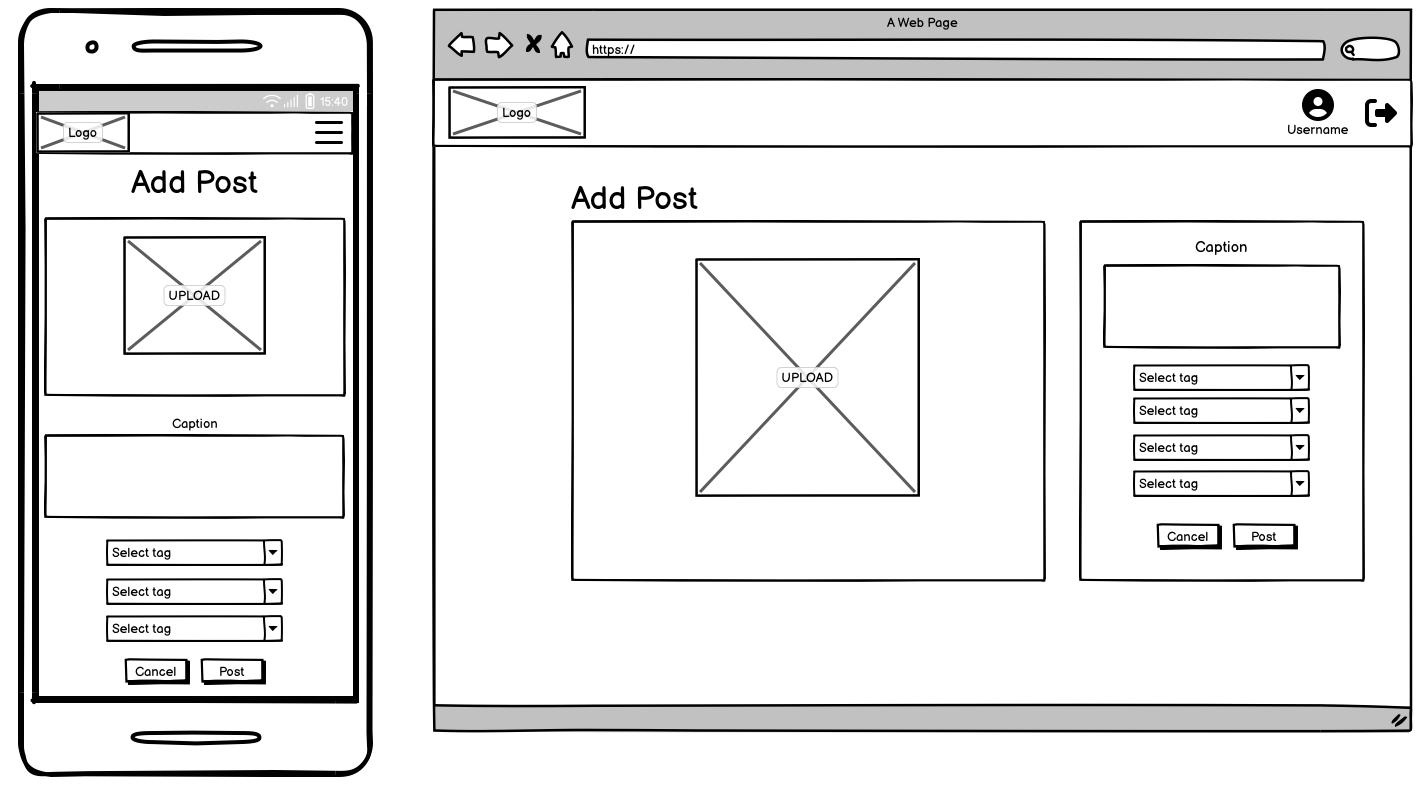 15:40
Logo
Add Post
UPLOAD
Caption
Select tag
Select tag
Select tag
Cancel Post
A Web Page
https://
Logo
Username
Add Post
UPLOAD
Caption
Select tag
Select tag
Select tag
Select tag
Cancel Post